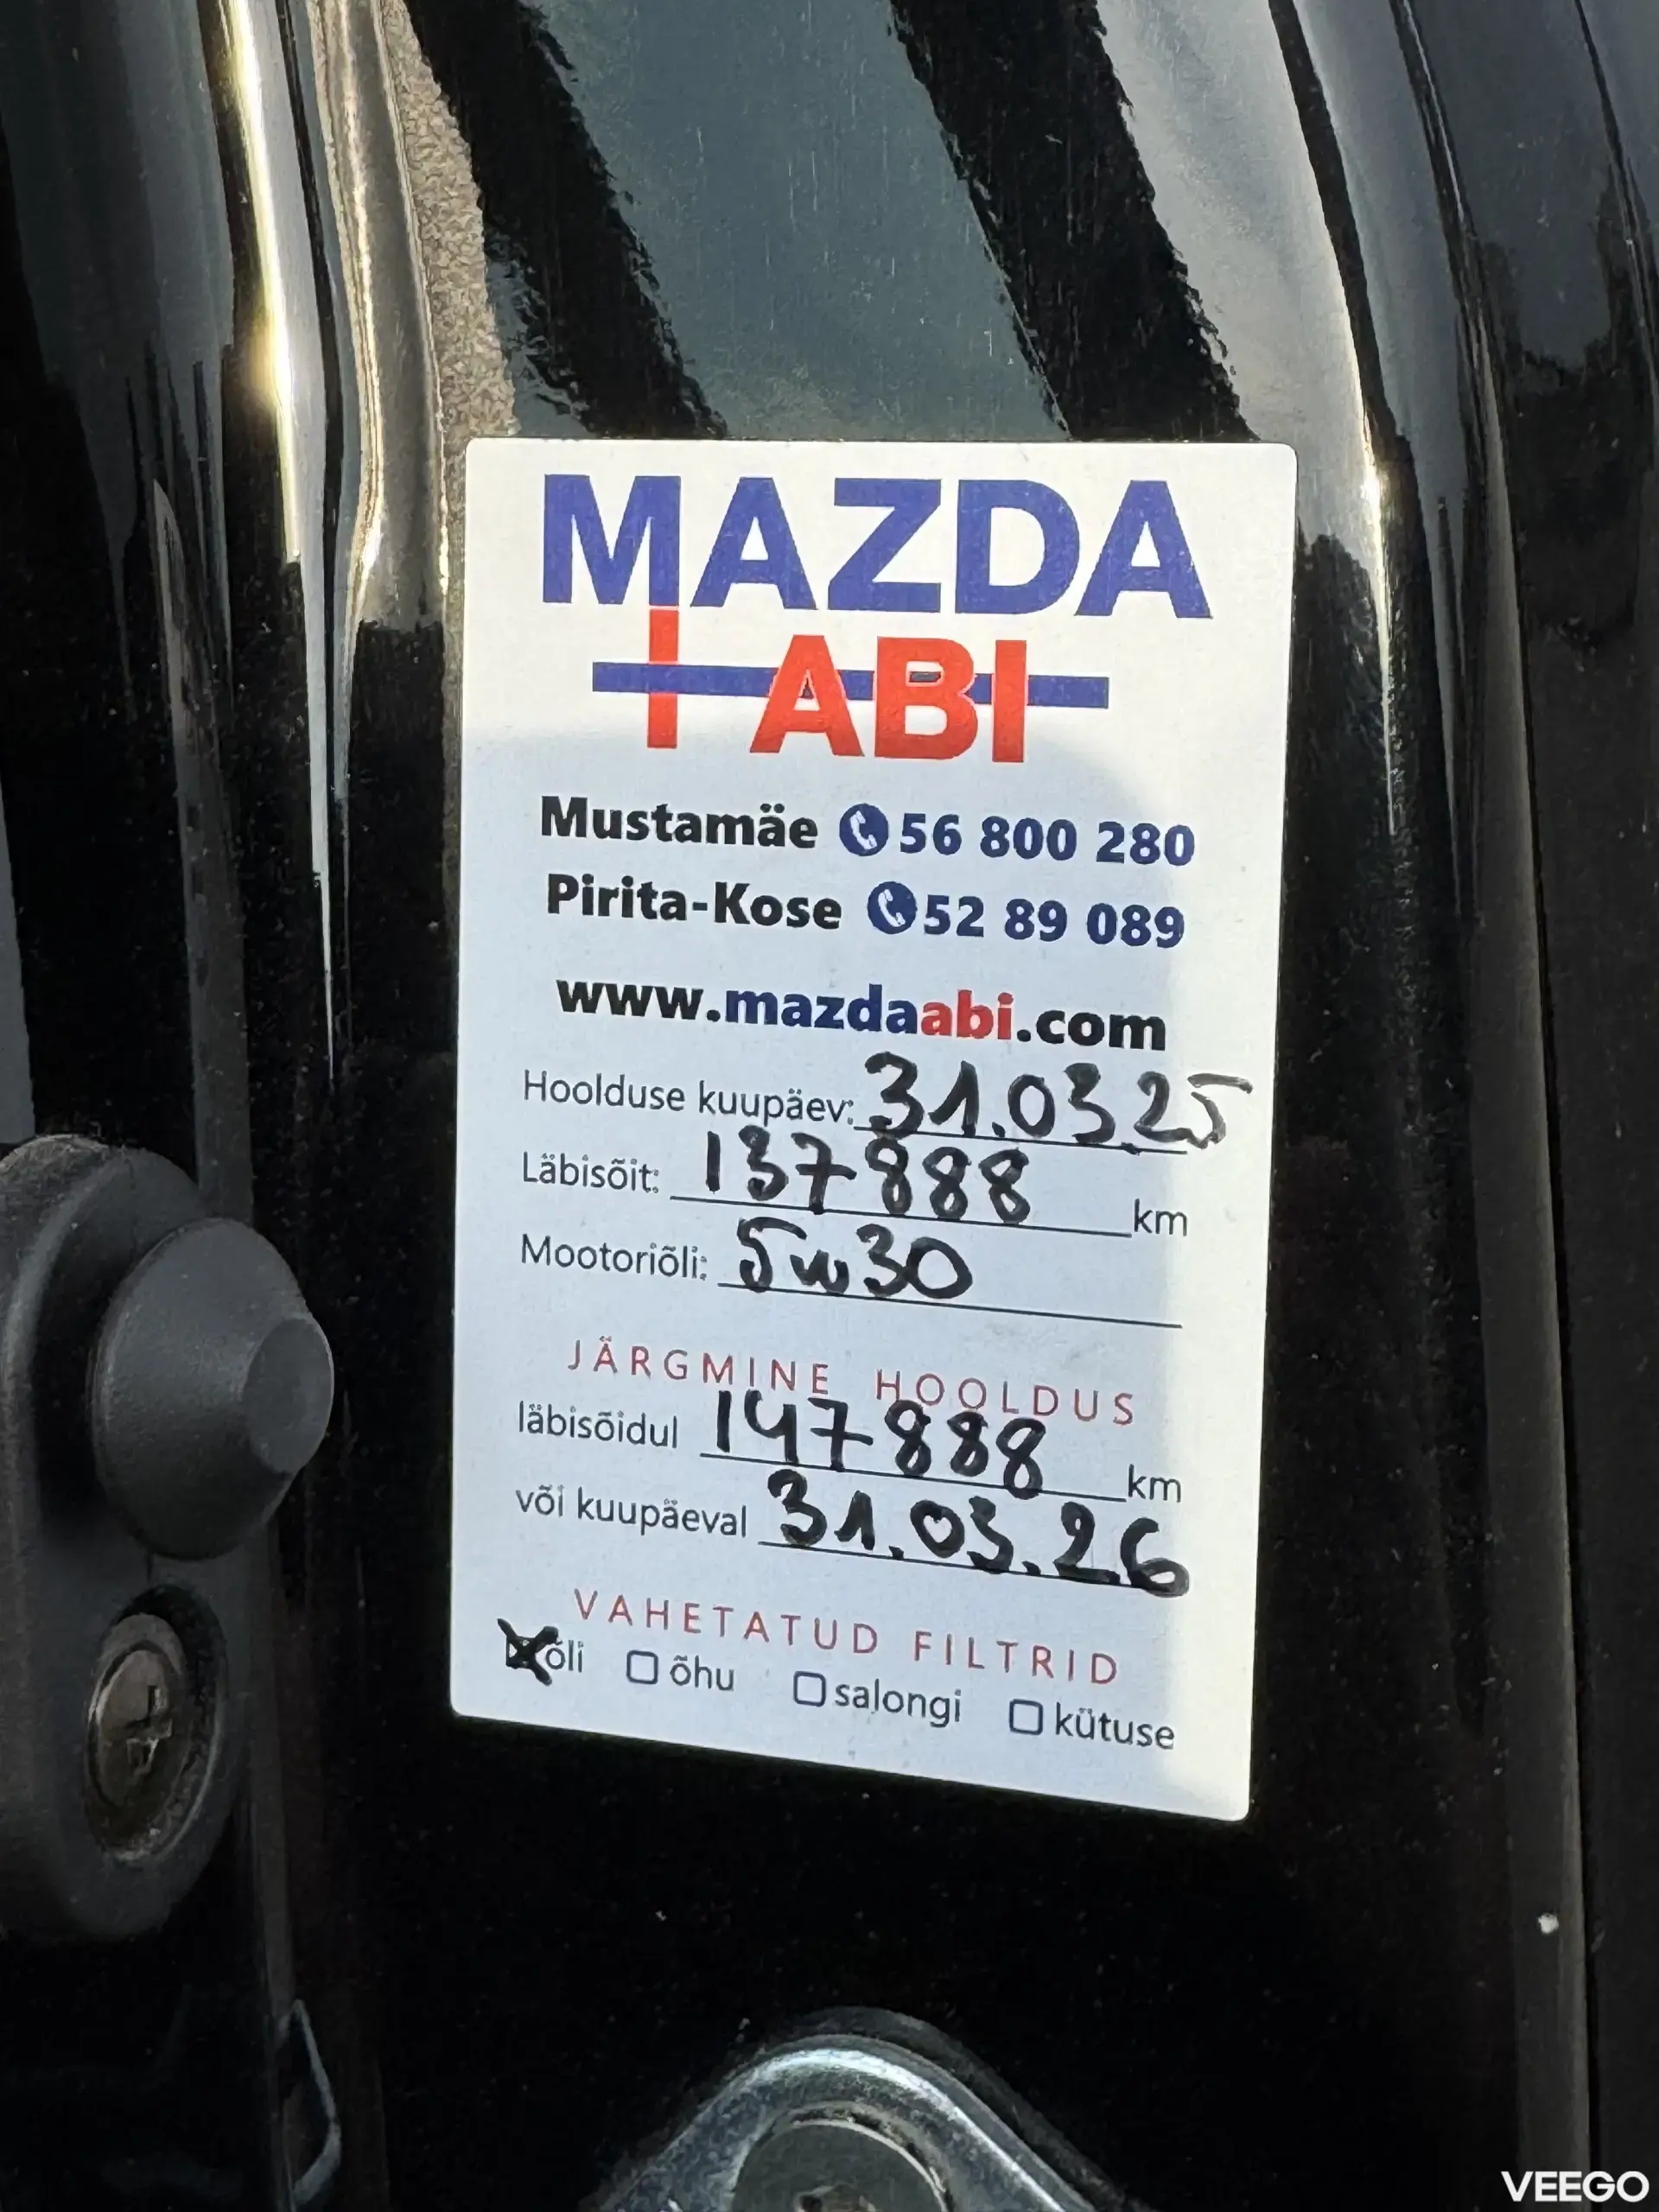 MAZDA
ABI
Mustamäe 56 800 280
Pirita-Kose 52 89 089
www.mazdaabi.com
Hoolduse kuupäev: 31.03.25
Läbisõit: 137888 km
Mootoriõli: 5w30
JÄRGMINE HOOLDUS
läbisõidul 147888 km
või kuupäeval 31.03.26
VAHETATUD FILTRID
õli õhu salongi kütuse
VEEGO